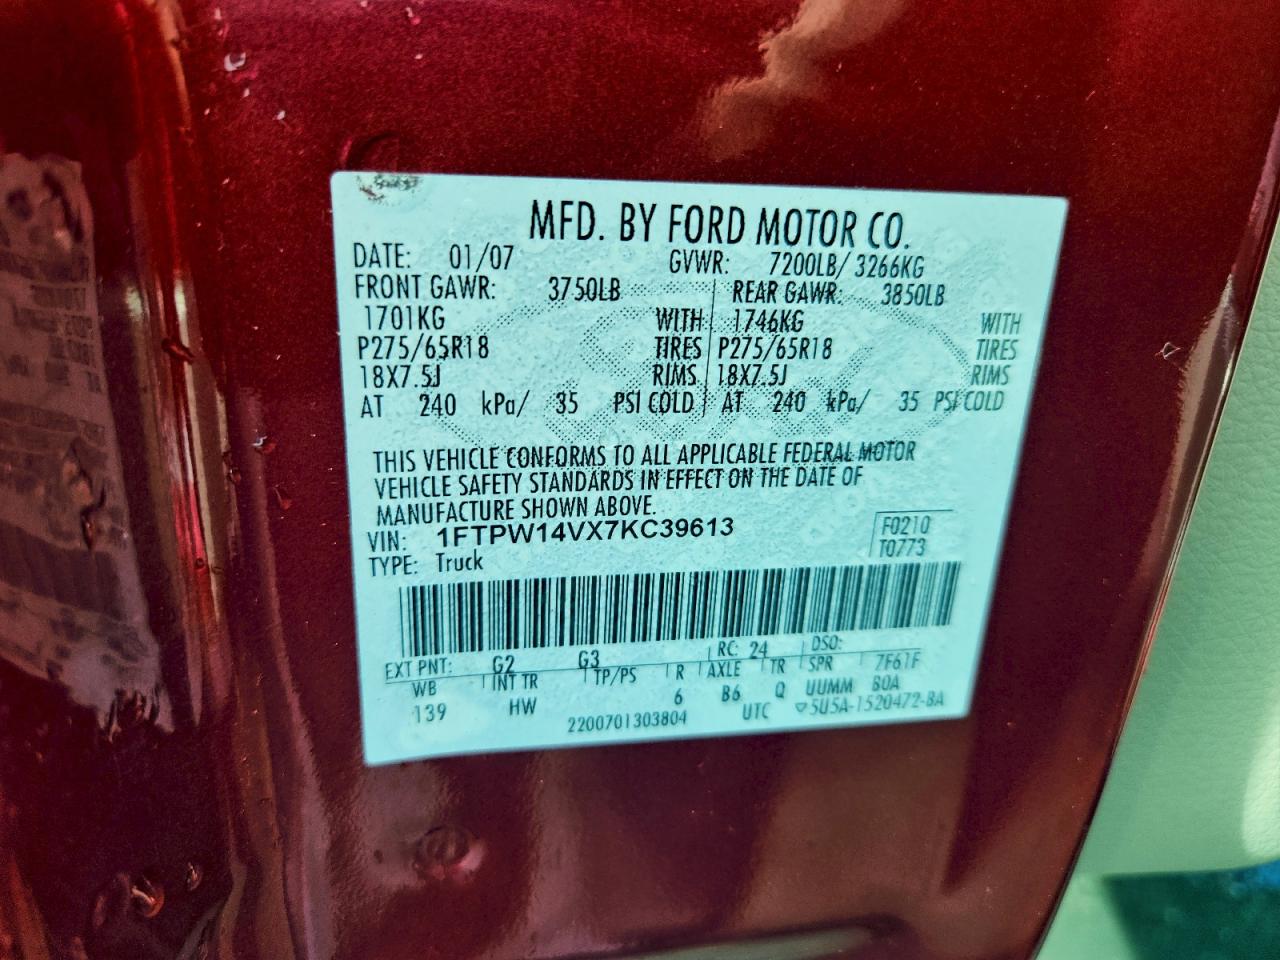 MFD. BY FORD MOTOR CO.
DATE: 01/07 GVWR: 7200LB/ 3266KG
FRONT GAWR: 3750LB REAR GAWR: 3850LB
1701KG WITH 1746KG WITH
P275/65R18 TIRES P275/65R18 TIRES
18X7.5J RIMS 18X7.5J RIMS
AT 240 kPa/ 35 PSI COLD AT 240 kPa/ 35 PSI COLD
THIS VEHICLE CONFORMS TO ALL APPLICABLE FEDERAL MOTOR
VEHICLE SAFETY STANDARDS IN EFFECT ON THE DATE OF
MANUFACTURE SHOWN ABOVE.
VIN: 1FTPW14VX7KC39613 F0210
TYPE: Truck T0773
EXT PNT: G2 G3 RC: 24 DSO:
WB INT TR TP/PS R AXLE TR SPR 7F61F
139 HW 6 B6 Q UUMM BOA
2200701303804 UTC ▽5U5A-1520472-BA